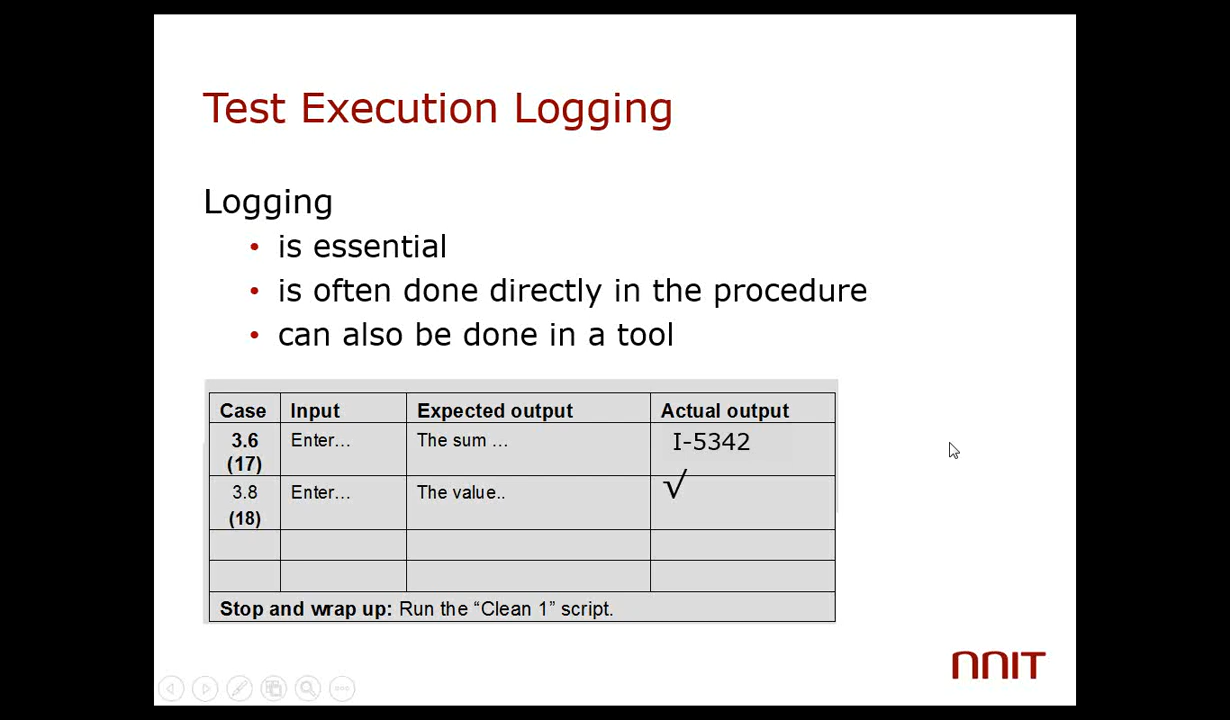 Test Execution Logging
Logging
• is essential
• is often done directly in the procedure
• can also be done in a tool
Case Input Expected output Actual output
3.6 Enter... The sum ... I-5342
(17)
3.8 Enter... The value.. √
(18)
Stop and wrap up: Run the “Clean 1” script.
nnIT